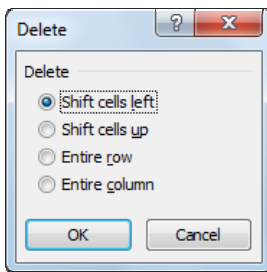 Delete
Delete
Shift cells left
Shift cells up
Entire row
Entire column
OK
Cancel